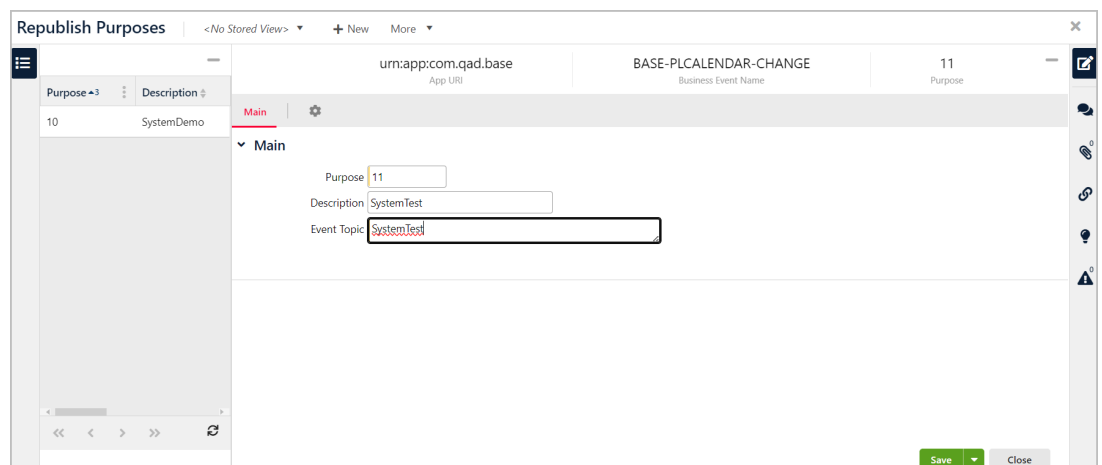 Republish Purposes <No Stored View> + New More
urn:app:com.qad.base BASE-PLCALENDAR-CHANGE 11
App URI Business Event Name Purpose
Purpose 3 Description
10 SystemDemo
Main
Main
Purpose 11
Description SystemTest
Event Topic SystemTest
0
0
Save Close